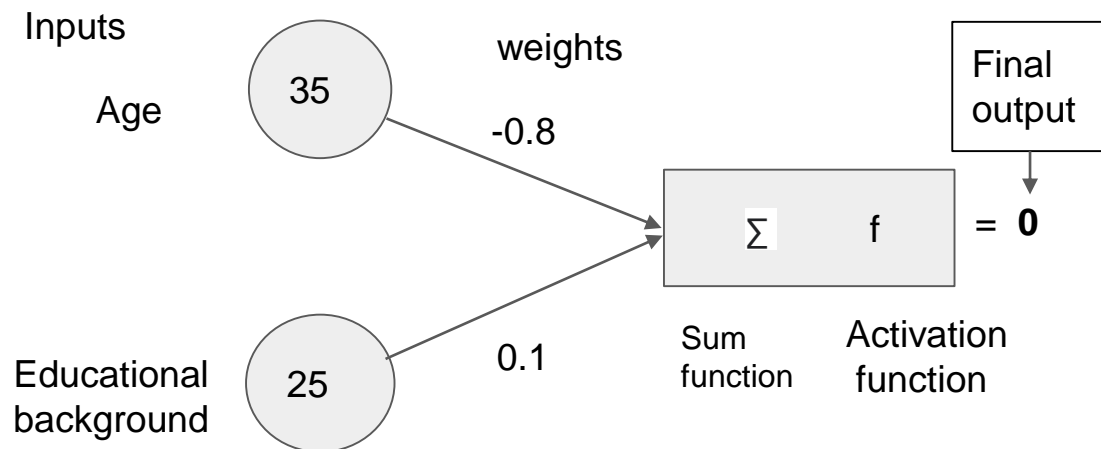 Inputs
weights
Final
output
Age
35
-0.8
∑ f = 0
Educational
background
25
0.1
Sum
function
Activation
function